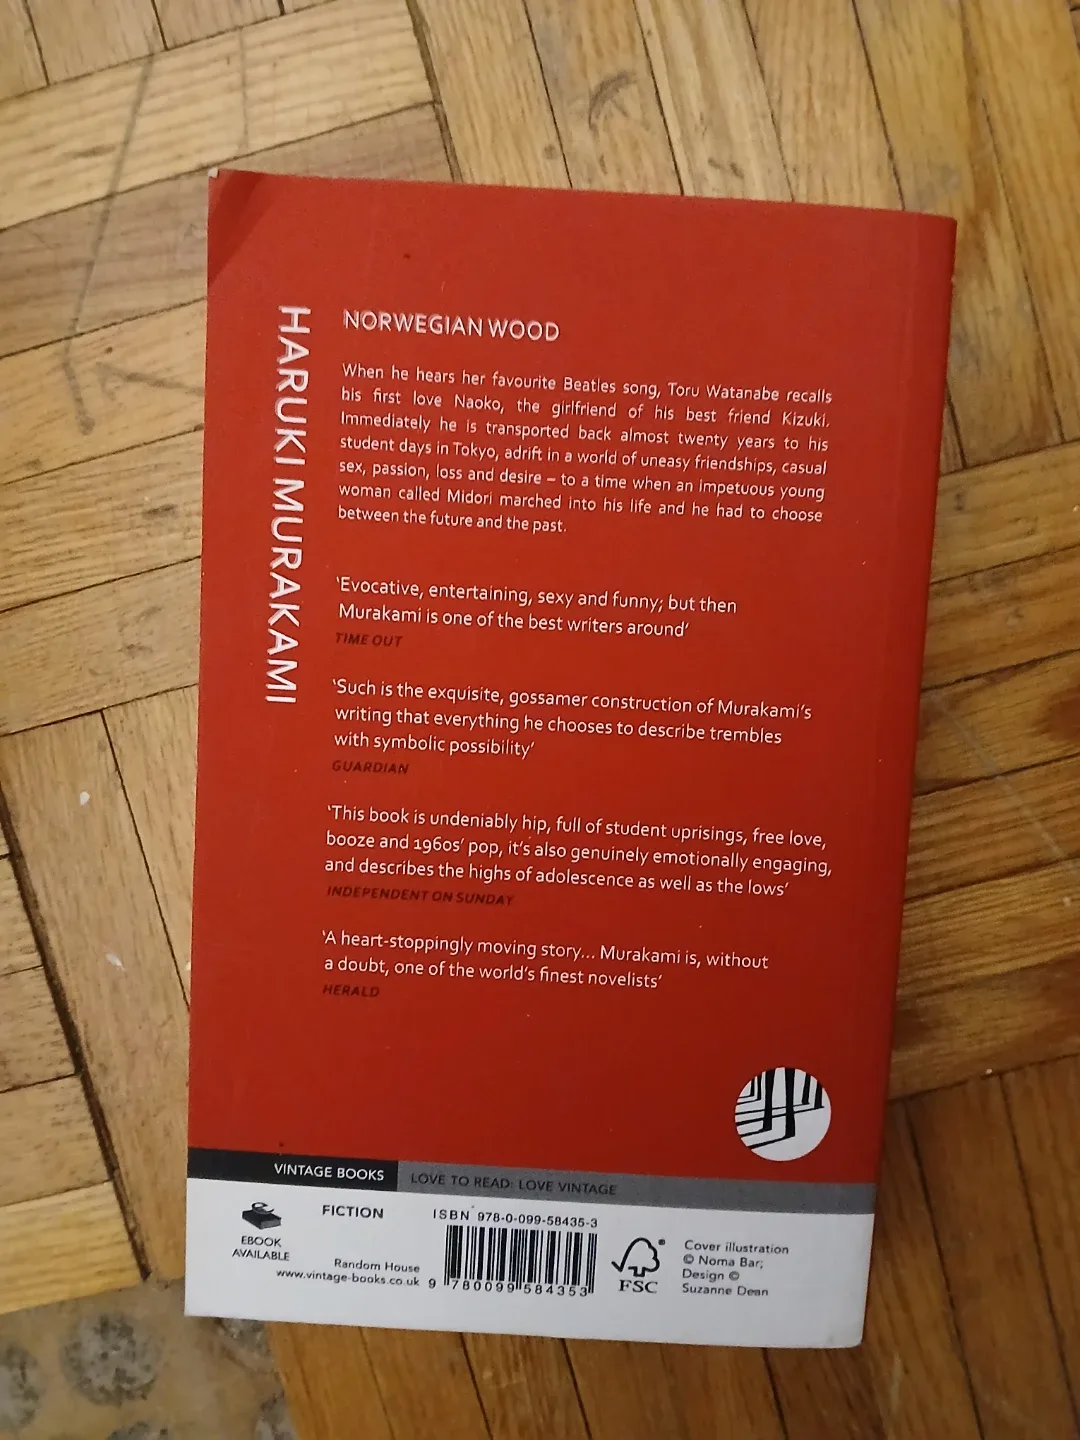 HARUKI MURAKAMI
NORWEGIAN WOOD
When he hears her favourite Beatles song, Toru Watanabe recalls
his first love Naoko, the girlfriend of his best friend Kizuki.
Immediately he is transported back almost twenty years to his
student days in Tokyo, adrift in a world of uneasy friendships, casual
sex, passion, loss and desire – to a time when an impetuous young
woman called Midori marched into his life and he had to choose
between the future and the past.
'Evocative, entertaining, sexy and funny; but then
Murakami is one of the best writers around'
TIME OUT
'Such is the exquisite, gossamer construction of Murakami's
writing that everything he chooses to describe trembles
with symbolic possibility'
GUARDIAN
'This book is undeniably hip, full of student uprisings, free love,
booze and 1960s' pop, it's also genuinely emotionally engaging,
and describes the highs of adolescence as well as the lows'
INDEPENDENT ON SUNDAY
'A heart-stoppingly moving story... Murakami is, without
a doubt, one of the world's finest novelists'
HERALD
VINTAGE BOOKS
LOVE TO READ: LOVE VINTAGE
EBOOK
AVAILABLE
FICTION
Random House
www.vintage-books.co.uk
ISBN 978-0-099-58435-3
9 780099 584353
FSC®
Cover illustration
© Noma Bar;
Design ©
Suzanne Dean